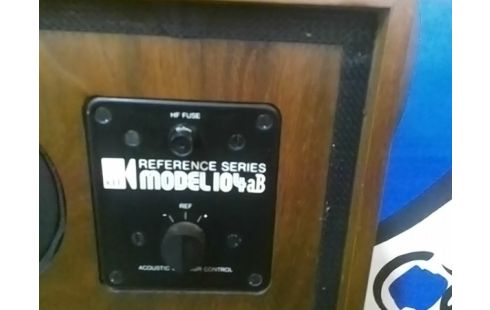 HF FUSE
REFERENCE SERIES
MODEL 104aB
REF
ACOUSTIC CONTROL